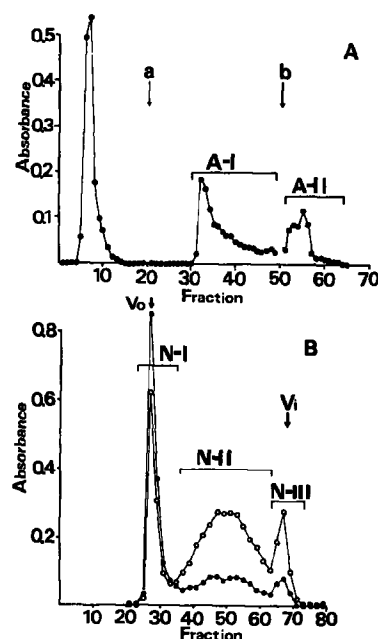 A
a
b
0,5
0,4
0,3
0,2
0,1
Absorbance
A-I
A-II
10 20 30 40 50 60 70
Fraction
B
Vo
Vi
0.8
0.6
0.4
0.2
Absorbance
N-I
N-II
N-III
10 20 30 40 50 60 70 80
Fraction